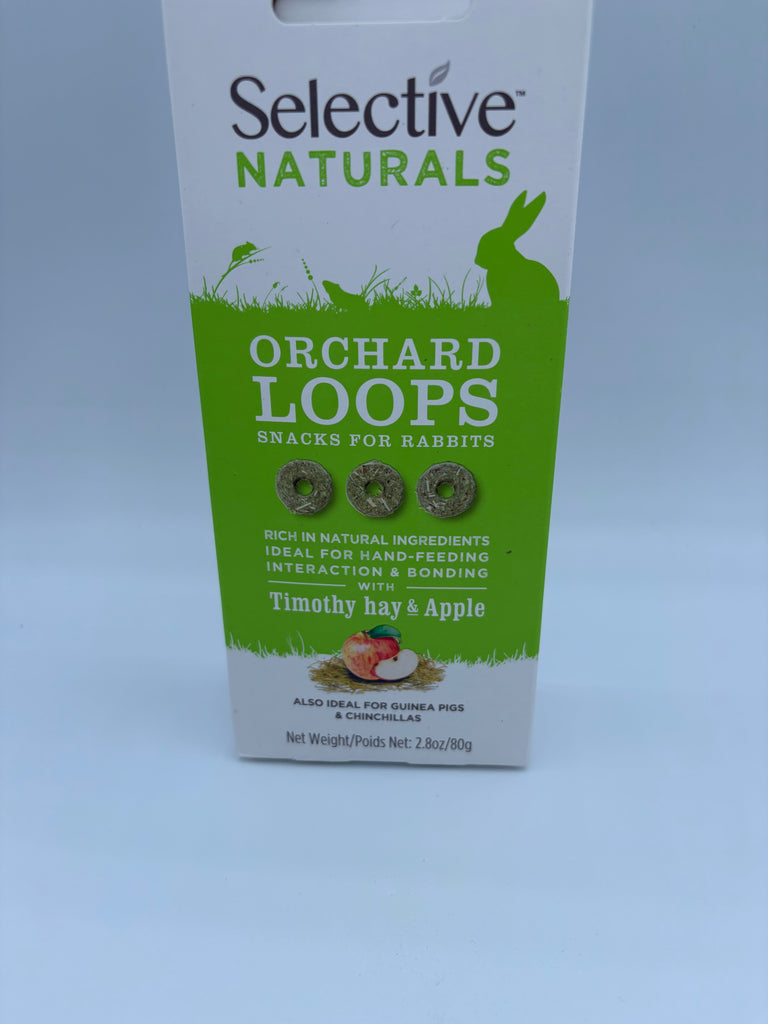 Selective™
NATURALS
ORCHARD
LOOPS
SNACKS FOR RABBITS
RICH IN NATURAL INGREDIENTS
IDEAL FOR HAND-FEEDING
INTERACTION & BONDING
WITH
Timothy hay & Apple
ALSO IDEAL FOR GUINEA PIGS
& CHINCHILLAS
Net Weight/Poids Net: 2.8oz/80g